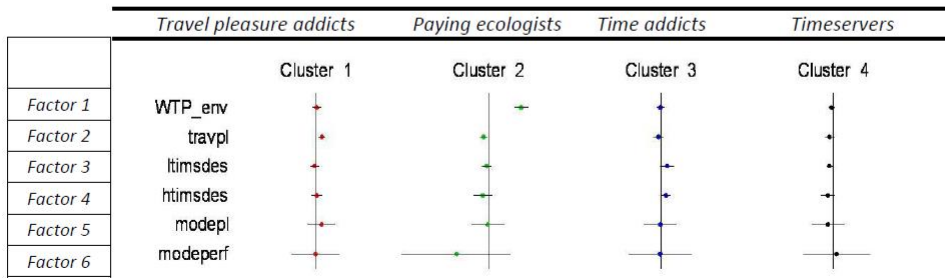 Travel pleasure addicts Paying ecologists Time addicts Timeservers
Cluster 1 Cluster 2 Cluster 3 Cluster 4
Factor 1 WTP_env
Factor 2 travpl
Factor 3 ltimsdes
Factor 4 htimsdes
Factor 5 modepl
Factor 6 modeperf